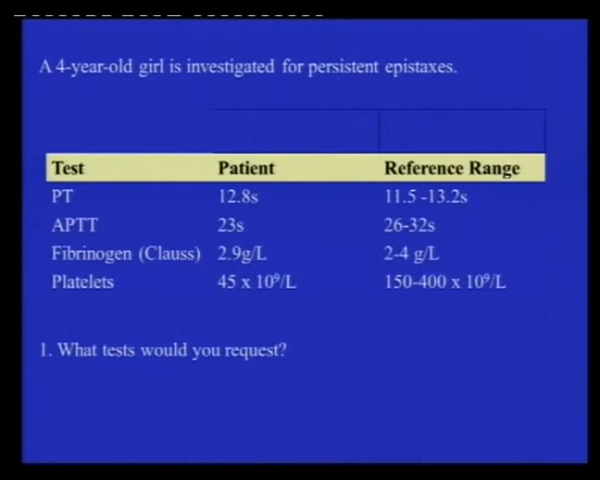 A 4-year-old girl is investigated for persistent epistaxes.
Test Patient Reference Range
PT 12.8s 11.5 -13.2s
APTT 23s 26-32s
Fibrinogen (Clauss) 2.9g/L 2-4 g/L
Platelets 45 x 10⁹/L 150-400 x 10⁹/L
1. What tests would you request?